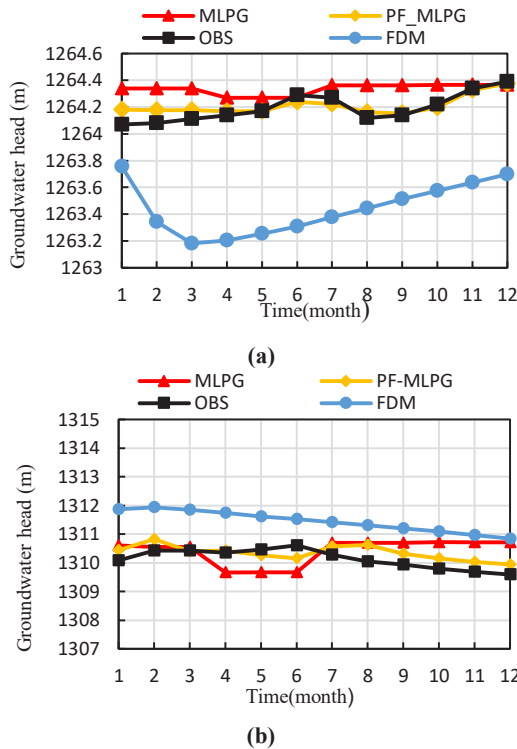 MLPG PF_MLPG
OBS FDM
1264.6
1264.4
1264.2
1264
1263.8
1263.6
1263.4
1263.2
1263
Groundwater head (m)
1 2 3 4 5 6 7 8 9 10 11 12
Time(month)
(a)
MLPG PF-MLPG
OBS FDM
1315
1314
1313
1312
1311
1310
1309
1308
1307
Groundwater head (m)
1 2 3 4 5 6 7 8 9 10 11 12
Time(month)
(b)